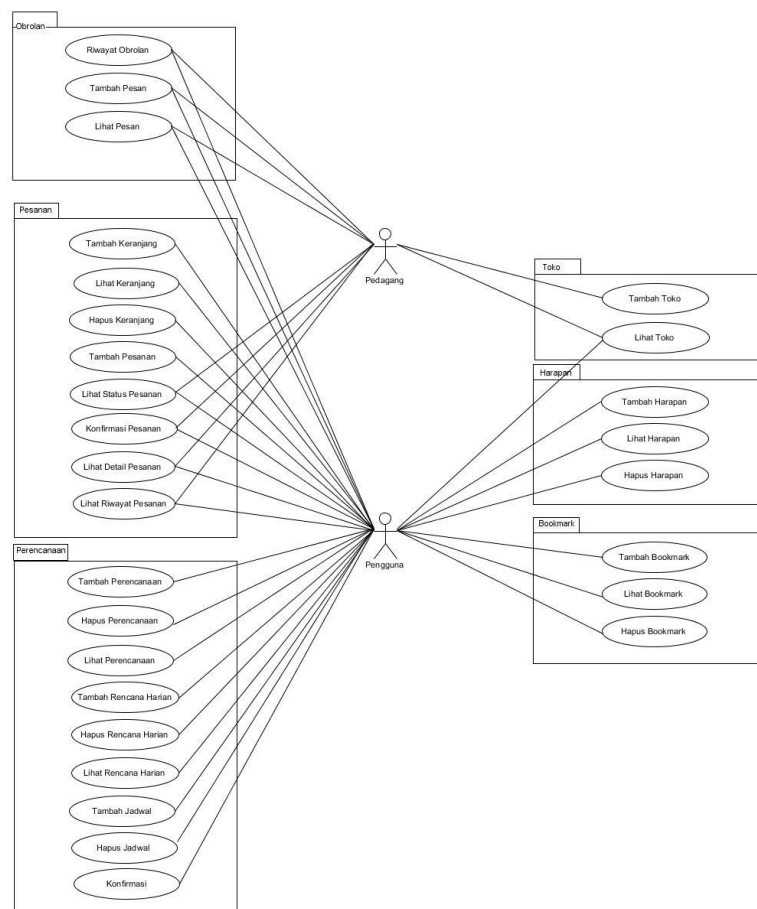 Obrolan
Riwayat Obrolan
Tambah Pesan
Lihat Pesan
Pesanan
Tambah Keranjang
Lihat Keranjang
Hapus Keranjang
Tambah Pesanan
Lihat Status Pesanan
Konfirmasi Pesanan
Lihat Detail Pesanan
Lihat Riwayat Pesanan
Perencanaan
Tambah Perencanaan
Hapus Perencanaan
Lihat Perencanaan
Tambah Rencana Harian
Hapus Rencana Harian
Lihat Rencana Harian
Tambah Jadwal
Hapus Jadwal
Konfirmasi
Pedagang
Pengguna
Toko
Tambah Toko
Lihat Toko
Harapan
Tambah Harapan
Lihat Harapan
Hapus Harapan
Bookmark
Tambah Bookmark
Lihat Bookmark
Hapus Bookmark